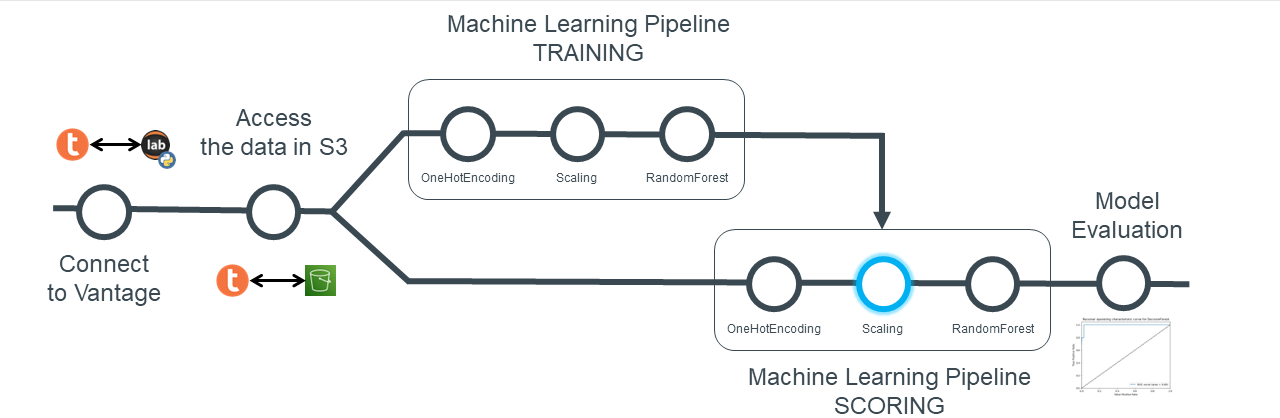 Machine Learning Pipeline
TRAINING
Access
the data in S3
t
lab
OneHotEncoding
Scaling
RandomForest
Connect
to Vantage
t
Model
Evaluation
OneHotEncoding
Scaling
RandomForest
Machine Learning Pipeline
SCORING